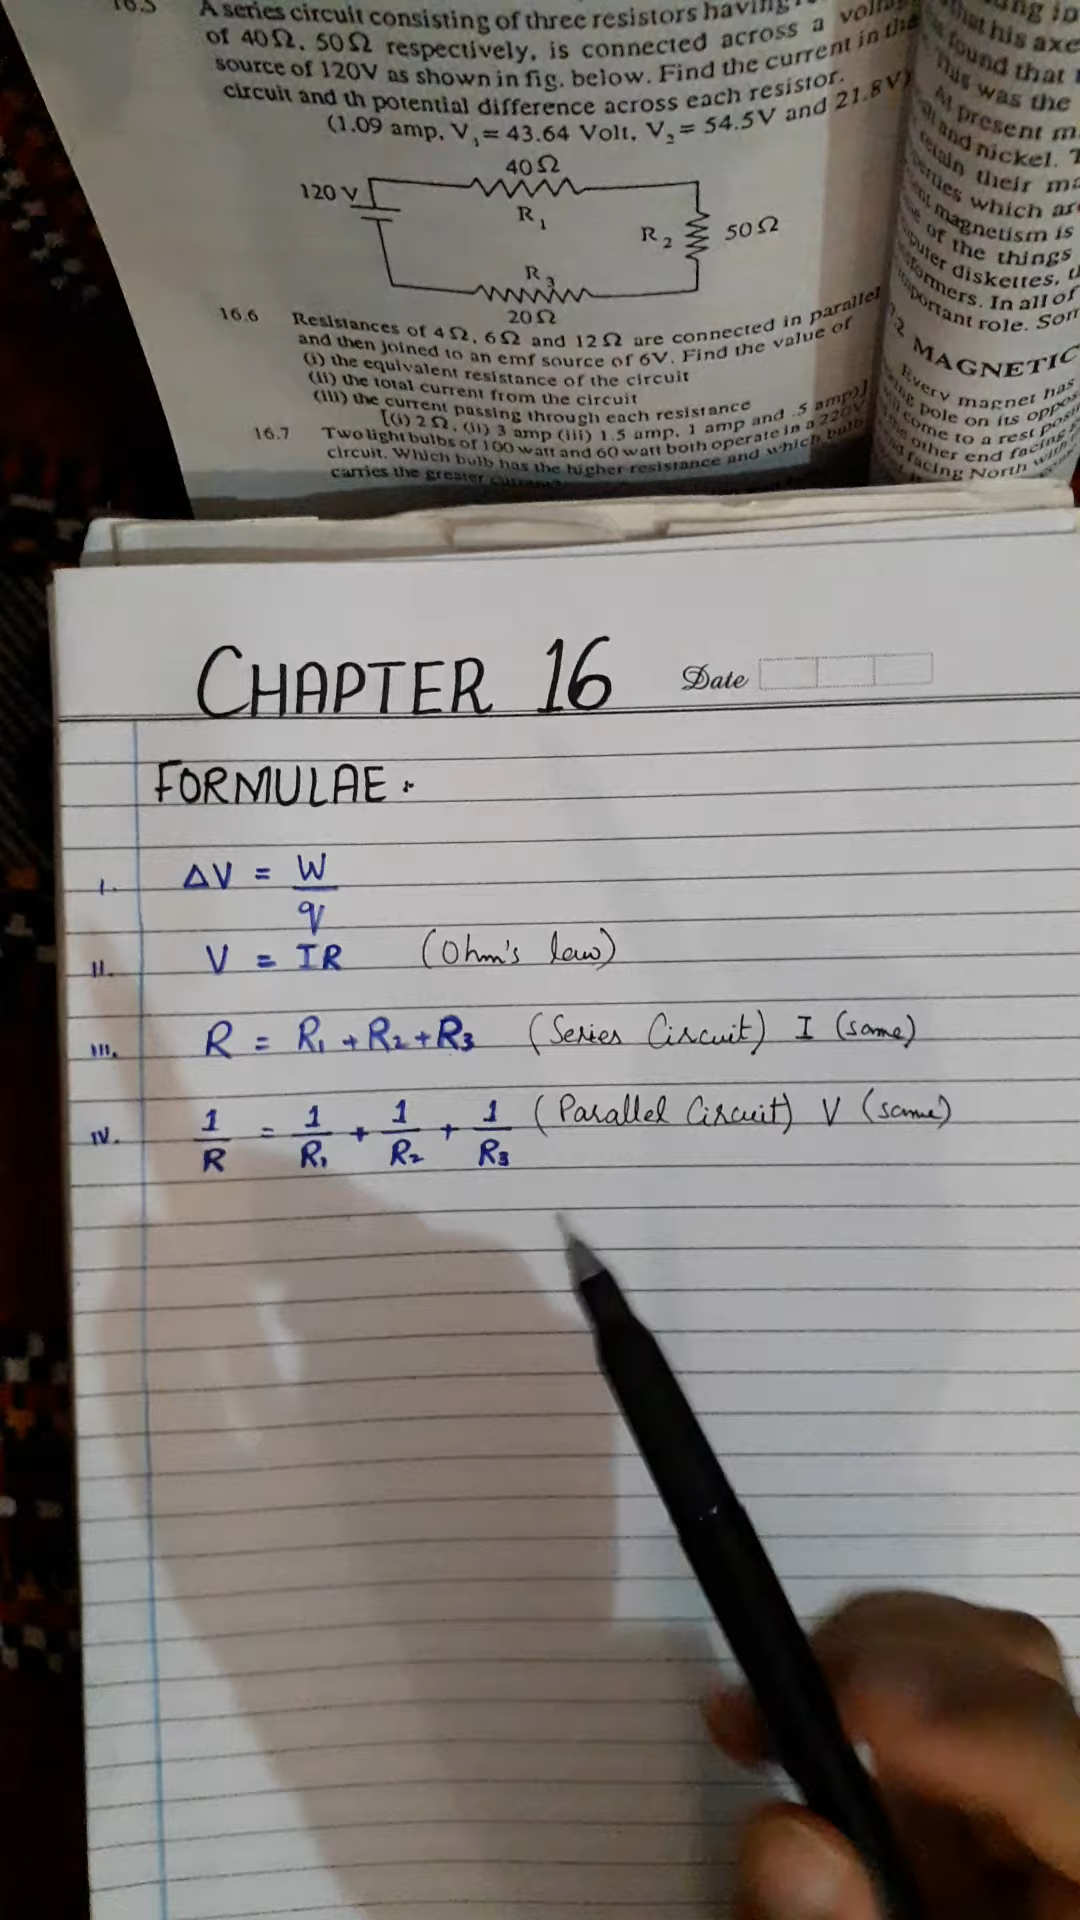 16.5 A series circuit consisting of three resistors having
of 40Ω, 50Ω respectively, is connected across a
source of 120V as shown in fig. below. Find the current in the
circuit and th potential difference across each resistor.
(1.09 amp, V₁ = 43.64 Volt, V₂ = 54.5V and 21.8V)
40Ω
120 V
R₁
R₂ 50Ω
R₃
20Ω
16.6 Resistances of 4Ω, 6Ω and 12Ω are connected in parallel
and then joined to an emf source of 6V. Find the value of
(i) the equivalent resistance of the circuit
(ii) the total current from the circuit
(iii) the current passing through each resistance
[(i) 2Ω, (ii) 3 amp (iii) 1.5 amp, 1 amp and .5 amp)]
16.7 Two light bulbs of 100 watt and 60 watt both operate in a 220V
circuit. Which bulb has the higher resistance and which bulb
carries the greater current?
that his axe
found that
This was the
At present
and nickel.
retain their
which are
magnetism is
of the things
diskettes,
In all of
important role.
MAGNETIC
Every magnet has
pole on its
come to a rest
other end facing
facing North with
CHAPTER 16 Date
FORMULAE :-
I. ΔV = W/q
II. V = IR (Ohm's law)
III. R = R₁ + R₂ + R₃ (Series Circuit) I (same)
IV. 1/R = 1/R₁ + 1/R₂ + 1/R₃ (Parallel Circuit) V (same)